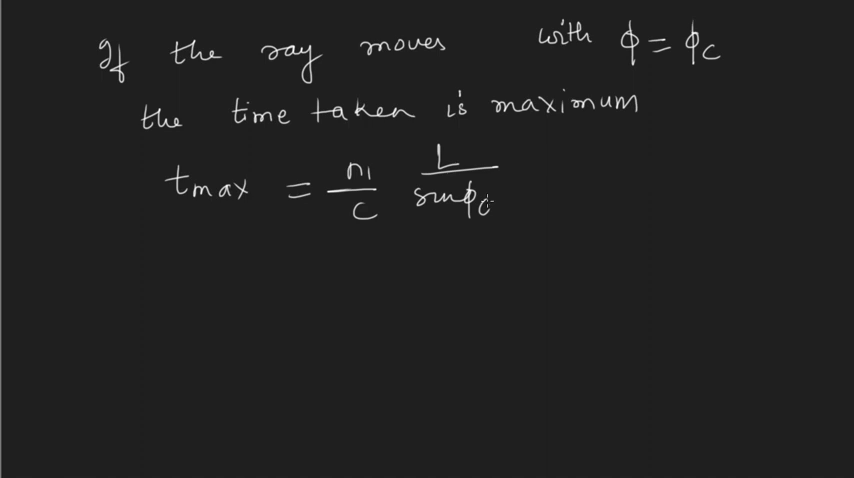 If the ray moves with ϕ = ϕc
the time taken is maximum
tmax = n1/c L/sinϕc